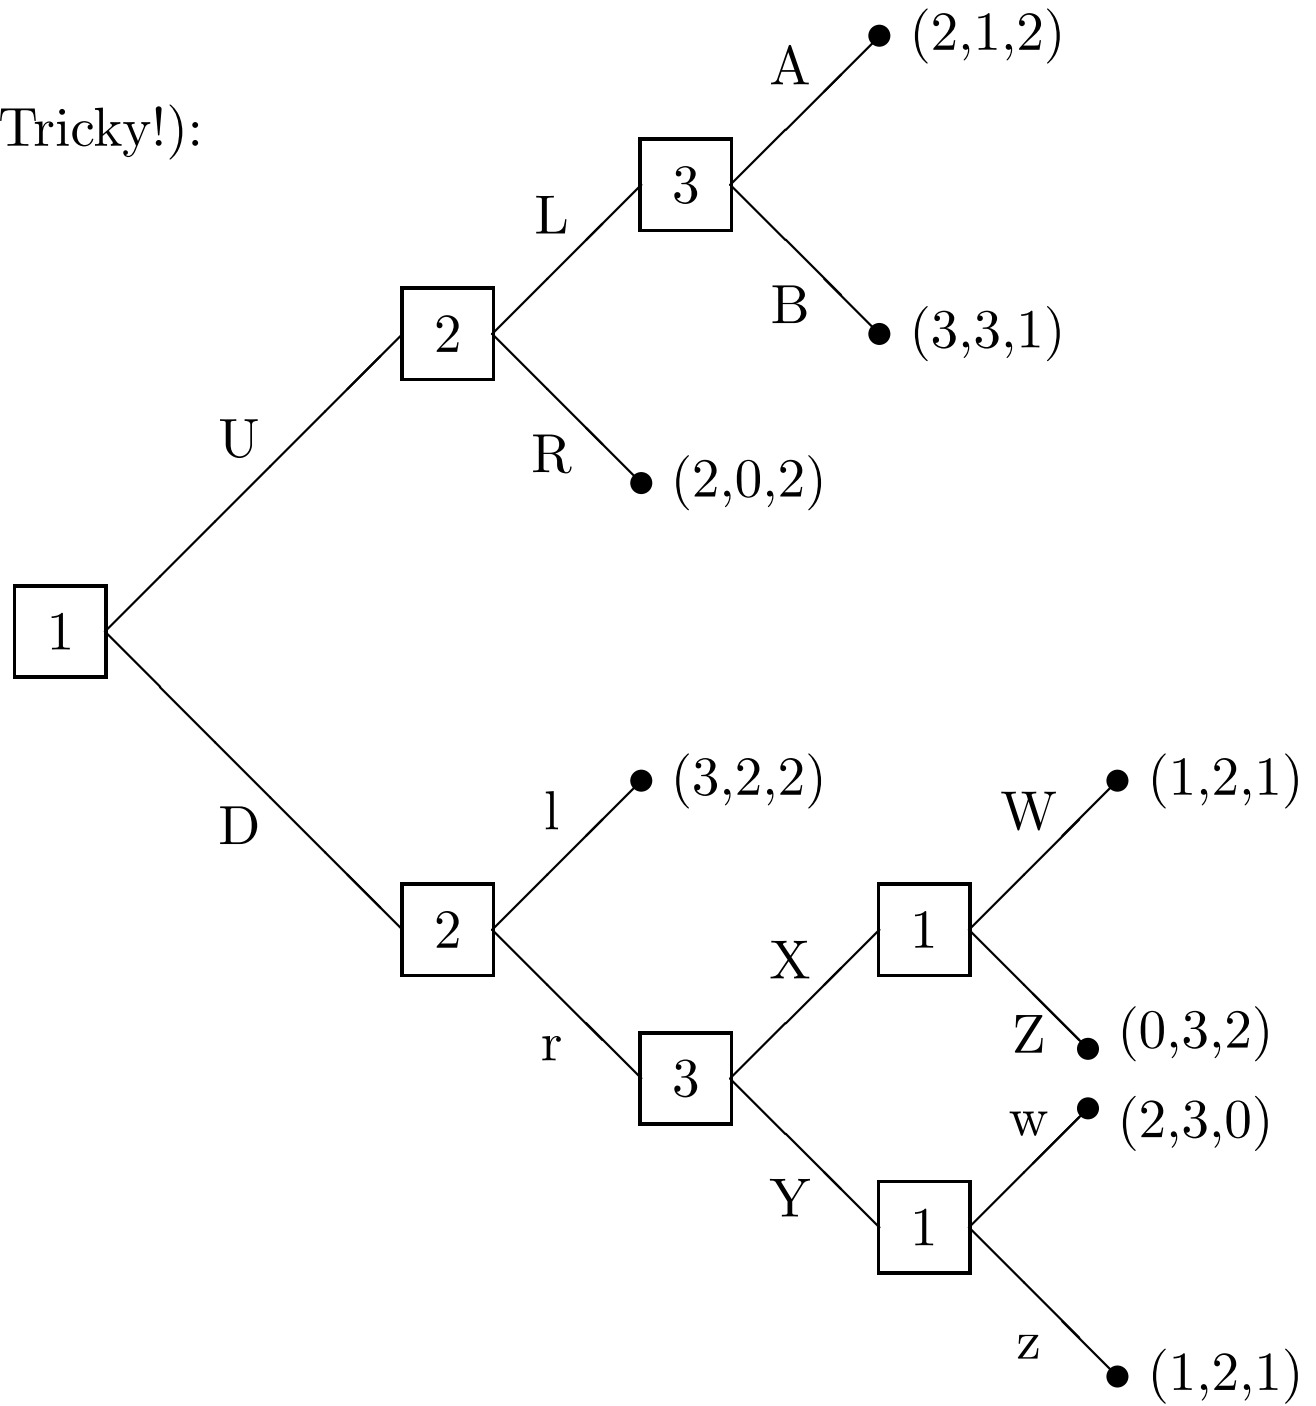 A (2,1,2)
Tricky!):
3
L
B (3,3,1)
2
U
R (2,0,2)
1
l (3,2,2)
W (1,2,1)
D
2
X
1
Z (0,3,2)
r
3
w (2,3,0)
Y
1
z (1,2,1)